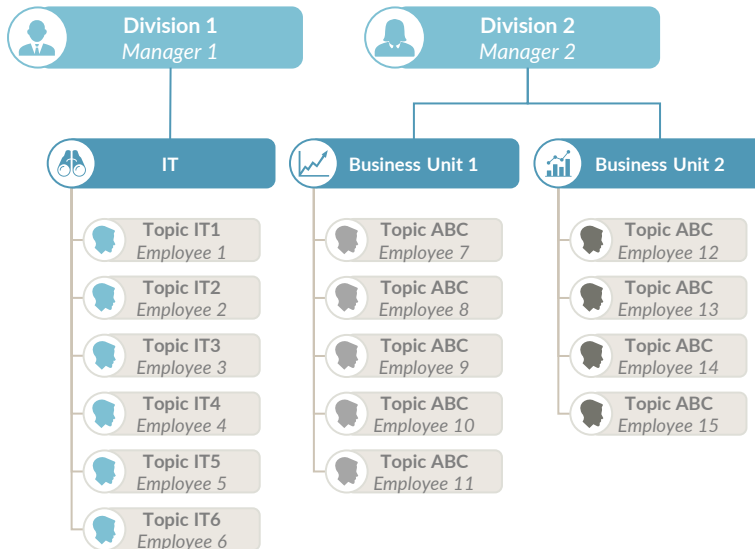 Division 1
Manager 1
Division 2
Manager 2
IT
Business Unit 1
Business Unit 2
Topic IT1
Employee 1
Topic IT2
Employee 2
Topic IT3
Employee 3
Topic IT4
Employee 4
Topic IT5
Employee 5
Topic IT6
Employee 6
Topic ABC
Employee 7
Topic ABC
Employee 8
Topic ABC
Employee 9
Topic ABC
Employee 10
Topic ABC
Employee 11
Topic ABC
Employee 12
Topic ABC
Employee 13
Topic ABC
Employee 14
Topic ABC
Employee 15